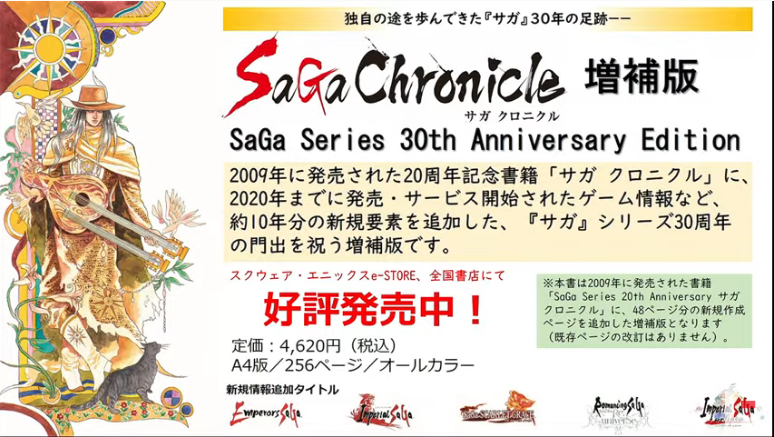 独自の途を歩んできた『サガ』30年の足跡ーー
SaGa Chronicle 増補版
サガ クロニクル
SaGa Series 30th Anniversary Edition
2009年に発売された20周年記念書籍「サガ クロニクル」に、
2020年までに発売・サービス開始されたゲーム情報など、
約10年分の新規要素を追加した、『サガ』シリーズ30周年
の門出を祝う増補版です。
スクウェア・エニックスe-STORE、全国書店にて
好評発売中！
定価：4,620円（税込）
A4版／256ページ／オールカラー
※本書は2009年に発売された書籍
「SaGa Series 20th Anniversary サガ
クロニクル」に、48ページ分の新規作成
ページを追加した増補版となります
（既存ページの改訂はありません）。
新規情報追加タイトル
Emperors SaGa
Imperial SaGa
SaGa SCARLET GRACE
Romancing SaGa
UNIVERSE
Imperial SaGa